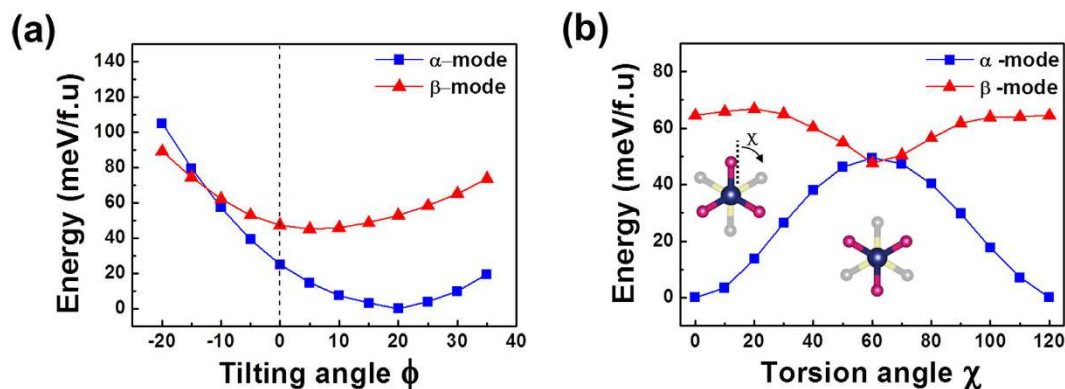 (a)
Energy (meV/f.u)
140
120
100
80
60
40
20
0
-20
-10
0
10
20
30
40
Tilting angle ϕ
α–mode
β–mode
(b)
Energy (meV/f.u)
80
60
40
20
0
0
20
40
60
80
100
120
Torsion angle χ
α -mode
β -mode
χ